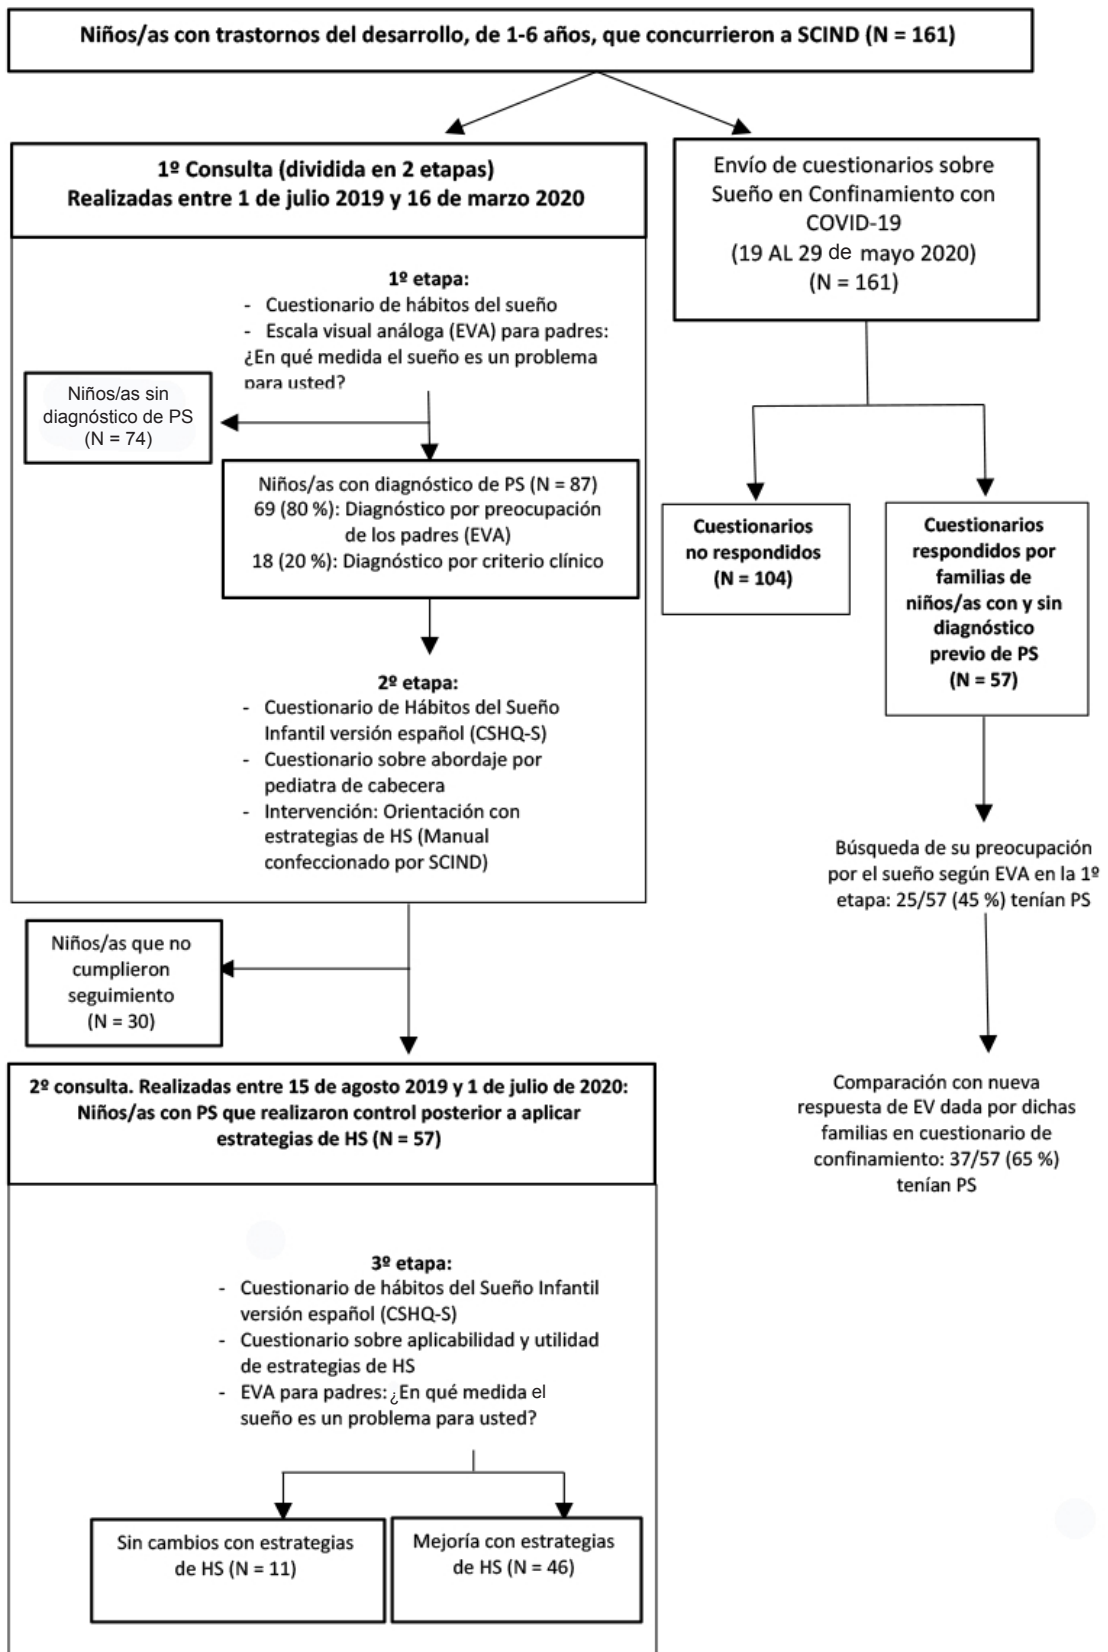 Niños/as con trastornos del desarrollo, de 1-6 años, que concurrieron a SCIND (N = 161)
1º Consulta (dividida en 2 etapas)
Realizadas entre 1 de julio 2019 y 16 de marzo 2020
1º etapa:
- Cuestionario de hábitos del sueño
- Escala visual análoga (EVA) para padres:
¿En qué medida el sueño es un problema
para usted?
Niños/as sin
diagnóstico de PS
(N = 74)
Niños/as con diagnóstico de PS (N = 87)
69 (80 %): Diagnóstico por preocupación
de los padres (EVA)
18 (20 %): Diagnóstico por criterio clínico
2º etapa:
- Cuestionario de Hábitos del Sueño
Infantil versión español (CSHQ-S)
- Cuestionario sobre abordaje por
pediatra de cabecera
- Intervención: Orientación con
estrategias de HS (Manual
confeccionado por SCIND)
Niños/as que no
cumplieron
seguimiento
(N = 30)
2º consulta. Realizadas entre 15 de agosto 2019 y 1 de julio de 2020:
Niños/as con PS que realizaron control posterior a aplicar
estrategias de HS (N = 57)
3º etapa:
- Cuestionario de hábitos del Sueño Infantil
versión español (CSHQ-S)
- Cuestionario sobre aplicabilidad y utilidad
de estrategias de HS
- EVA para padres: ¿En qué medida el
sueño es un problema para usted?
Sin cambios con estrategias
de HS (N = 11)
Mejoría con estrategias
de HS (N = 46)
Envío de cuestionarios sobre
Sueño en Confinamiento con
COVID-19
(19 AL 29 de mayo 2020)
(N = 161)
Cuestionarios
no respondidos
(N = 104)
Cuestionarios
respondidos por
familias de
niños/as con y sin
diagnóstico
previo de PS
(N = 57)
Búsqueda de su preocupación
por el sueño según EVA en la 1º
etapa: 25/57 (45 %) tenían PS
Comparación con nueva
respuesta de EV dada por dichas
familias en cuestionario de
confinamiento: 37/57 (65 %)
tenían PS